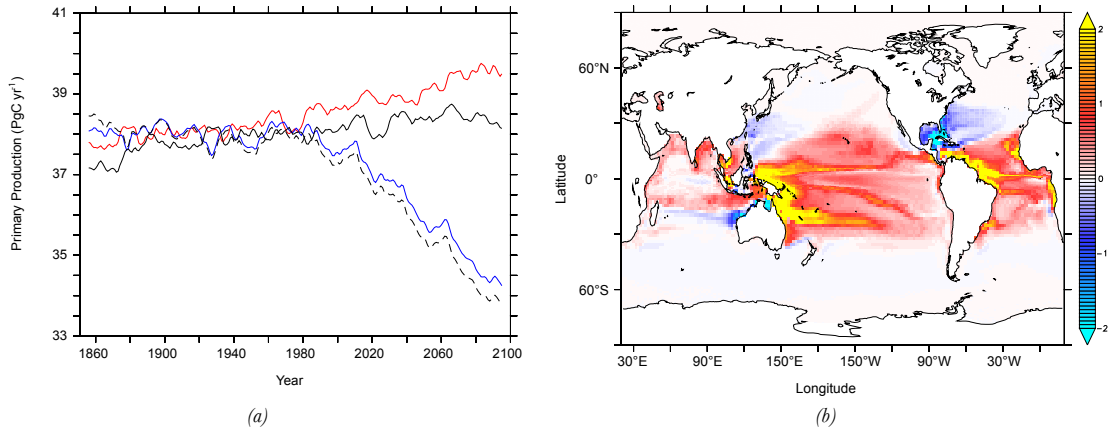 41
39
37
35
33
Primary Production (PgC yr⁻¹)
1860 1900 1940 1980 2020 2060 2100
Year
(a)
60°N
0°
60°S
Latitude
30°E 90°E 150°E 150°W 90°W 30°W
Longitude
2
1
0
−1
−2
(b)